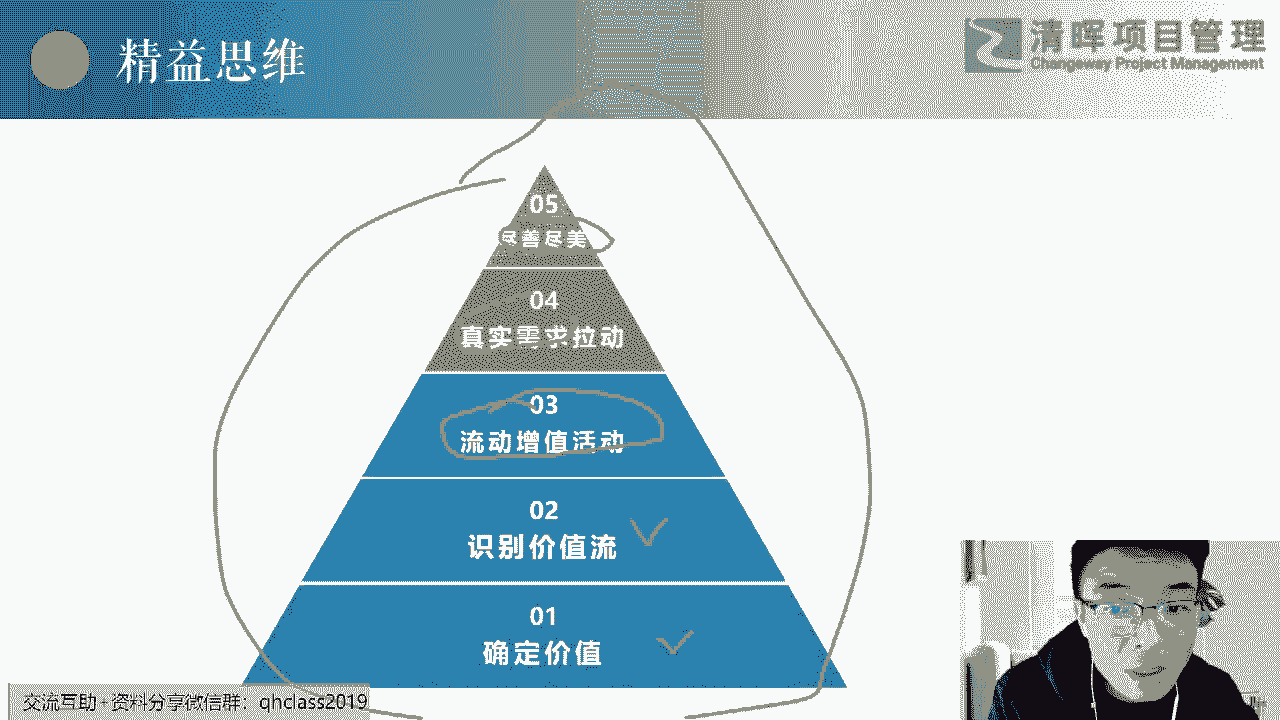 精益思维
清晖项目管理
Changeway Project Management
05
尽善尽美
04
真实需求拉动
03
流动增值活动
02
识别价值流
01
确定价值
交流互助、资料分享微信群：qhclass2019